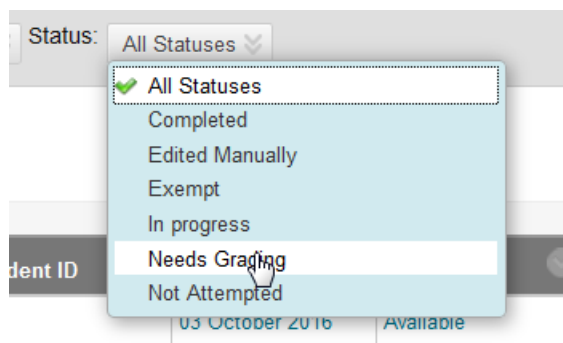 Status: All Statuses
All Statuses
Completed
Edited Manually
Exempt
In progress
Needs Grading
Not Attempted
dent ID
03 October 2016 Available